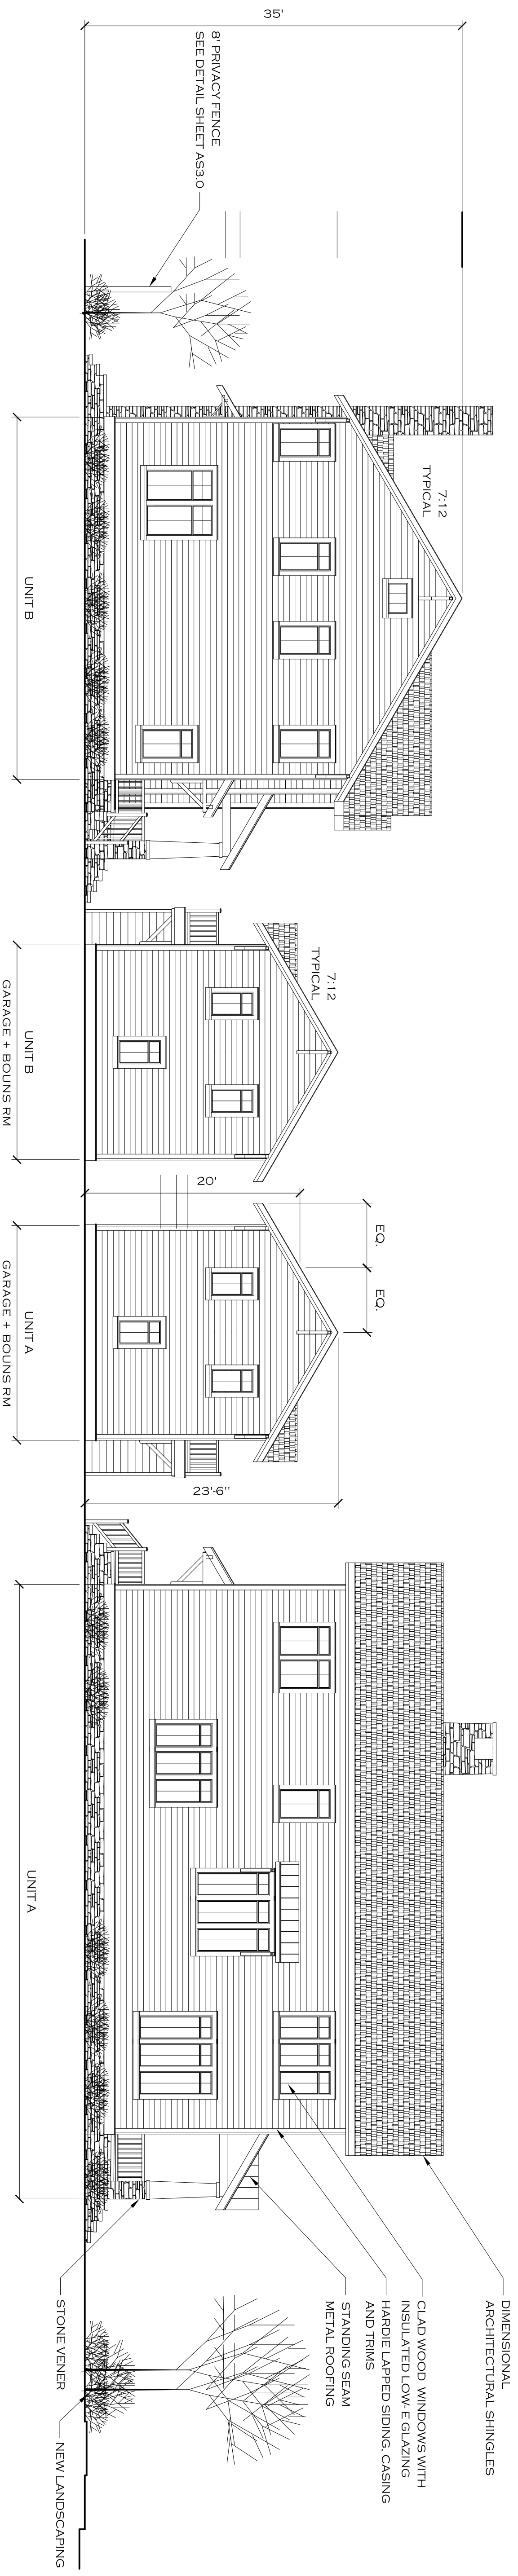 35'
8' PRIVACY FENCE
SEE DETAIL SHEET AS3.0
7:12
TYPICAL
UNIT B
7:12
TYPICAL
UNIT B
GARAGE + BOUNS RM
20'
EQ.
EQ.
UNIT A
GARAGE + BOUNS RM
23'-6"
UNIT A
DIMENSIONAL
ARCHITECTURAL SHINGLES
CLAD WOOD WINDOWS WITH
INSULATED LOW-E GLAZING
HARDIE LAPPED SIDING, CASING
AND TRIMS
STANDING SEAM
METAL ROOFING
STONE VENER
NEW LANDSCAPING